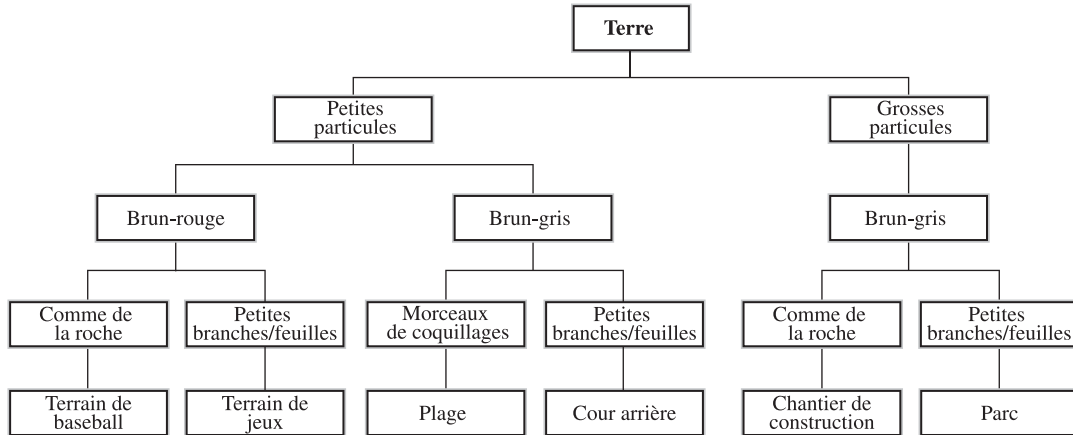 Terre
Petites
particules
Grosses
particules
Brun-rouge
Brun-gris
Brun-gris
Comme de
la roche
Petites
branches/feuilles
Morceaux
de coquillages
Petites
branches/feuilles
Comme de
la roche
Petites
branches/feuilles
Terrain de
baseball
Terrain de
jeux
Plage
Cour arrière
Chantier de
construction
Parc